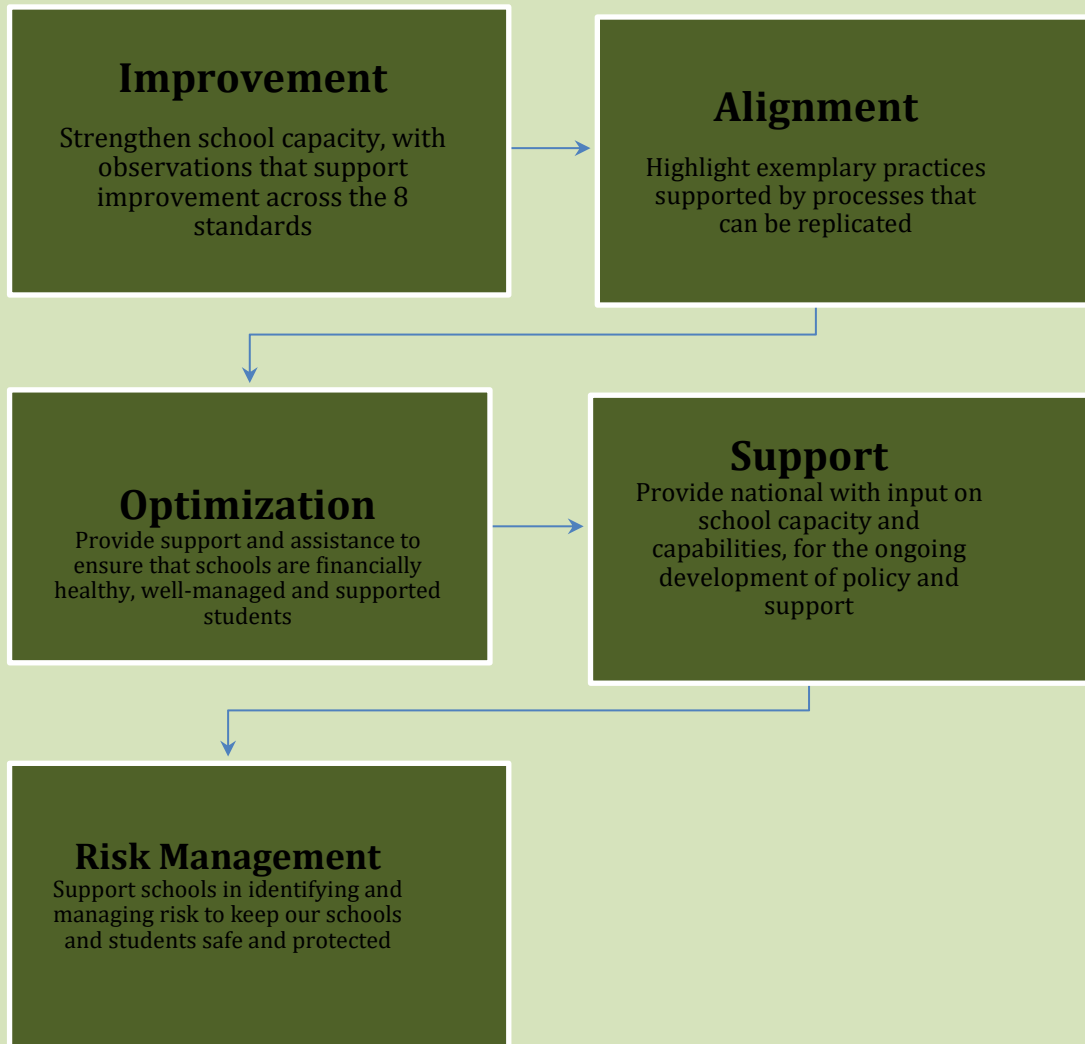 Improvement
Strengthen school capacity, with
observations that support
improvement across the 8
standards
Alignment
Highlight exemplary practices
supported by processes that
can be replicated
Optimization
Provide support and assistance to
ensure that schools are financially
healthy, well-managed and supported
students
Support
Provide national with input on
school capacity and
capabilities, for the ongoing
development of policy and
support
Risk Management
Support schools in identifying and
managing risk to keep our schools
and students safe and protected